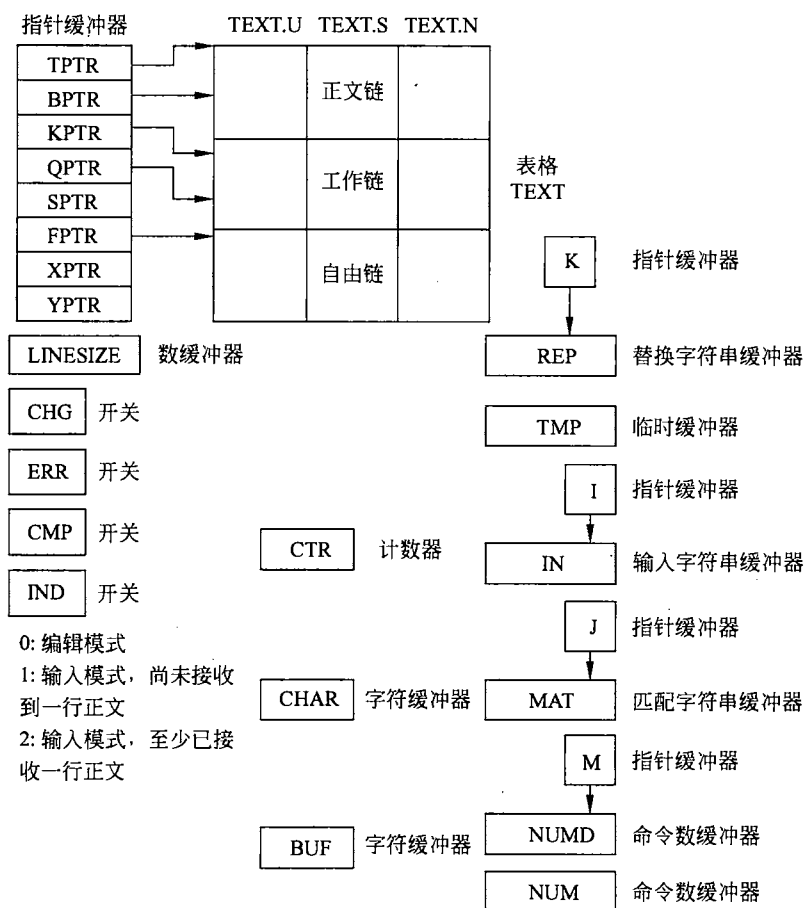 指针缓冲器
TEXT.U TEXT.S TEXT.N
TPTR
BPTR
KPTR
QPTR
SPTR
FPTR
XPTR
YPTR
正文链
工作链
自由链
表格
TEXT
K 指针缓冲器
LINESIZE 数缓冲器
REP 替换字符串缓冲器
CHG 开关
TMP 临时缓冲器
ERR 开关
I 指针缓冲器
CMP 开关
CTR 计数器
IN 输入字符串缓冲器
IND 开关
J 指针缓冲器
0: 编辑模式
1: 输入模式，尚未接收
到一行正文
2: 输入模式，至少已接
收一行正文
CHAR 字符缓冲器
MAT 匹配字符串缓冲器
M 指针缓冲器
BUF 字符缓冲器
NUMD 命令数缓冲器
NUM 命令数缓冲器